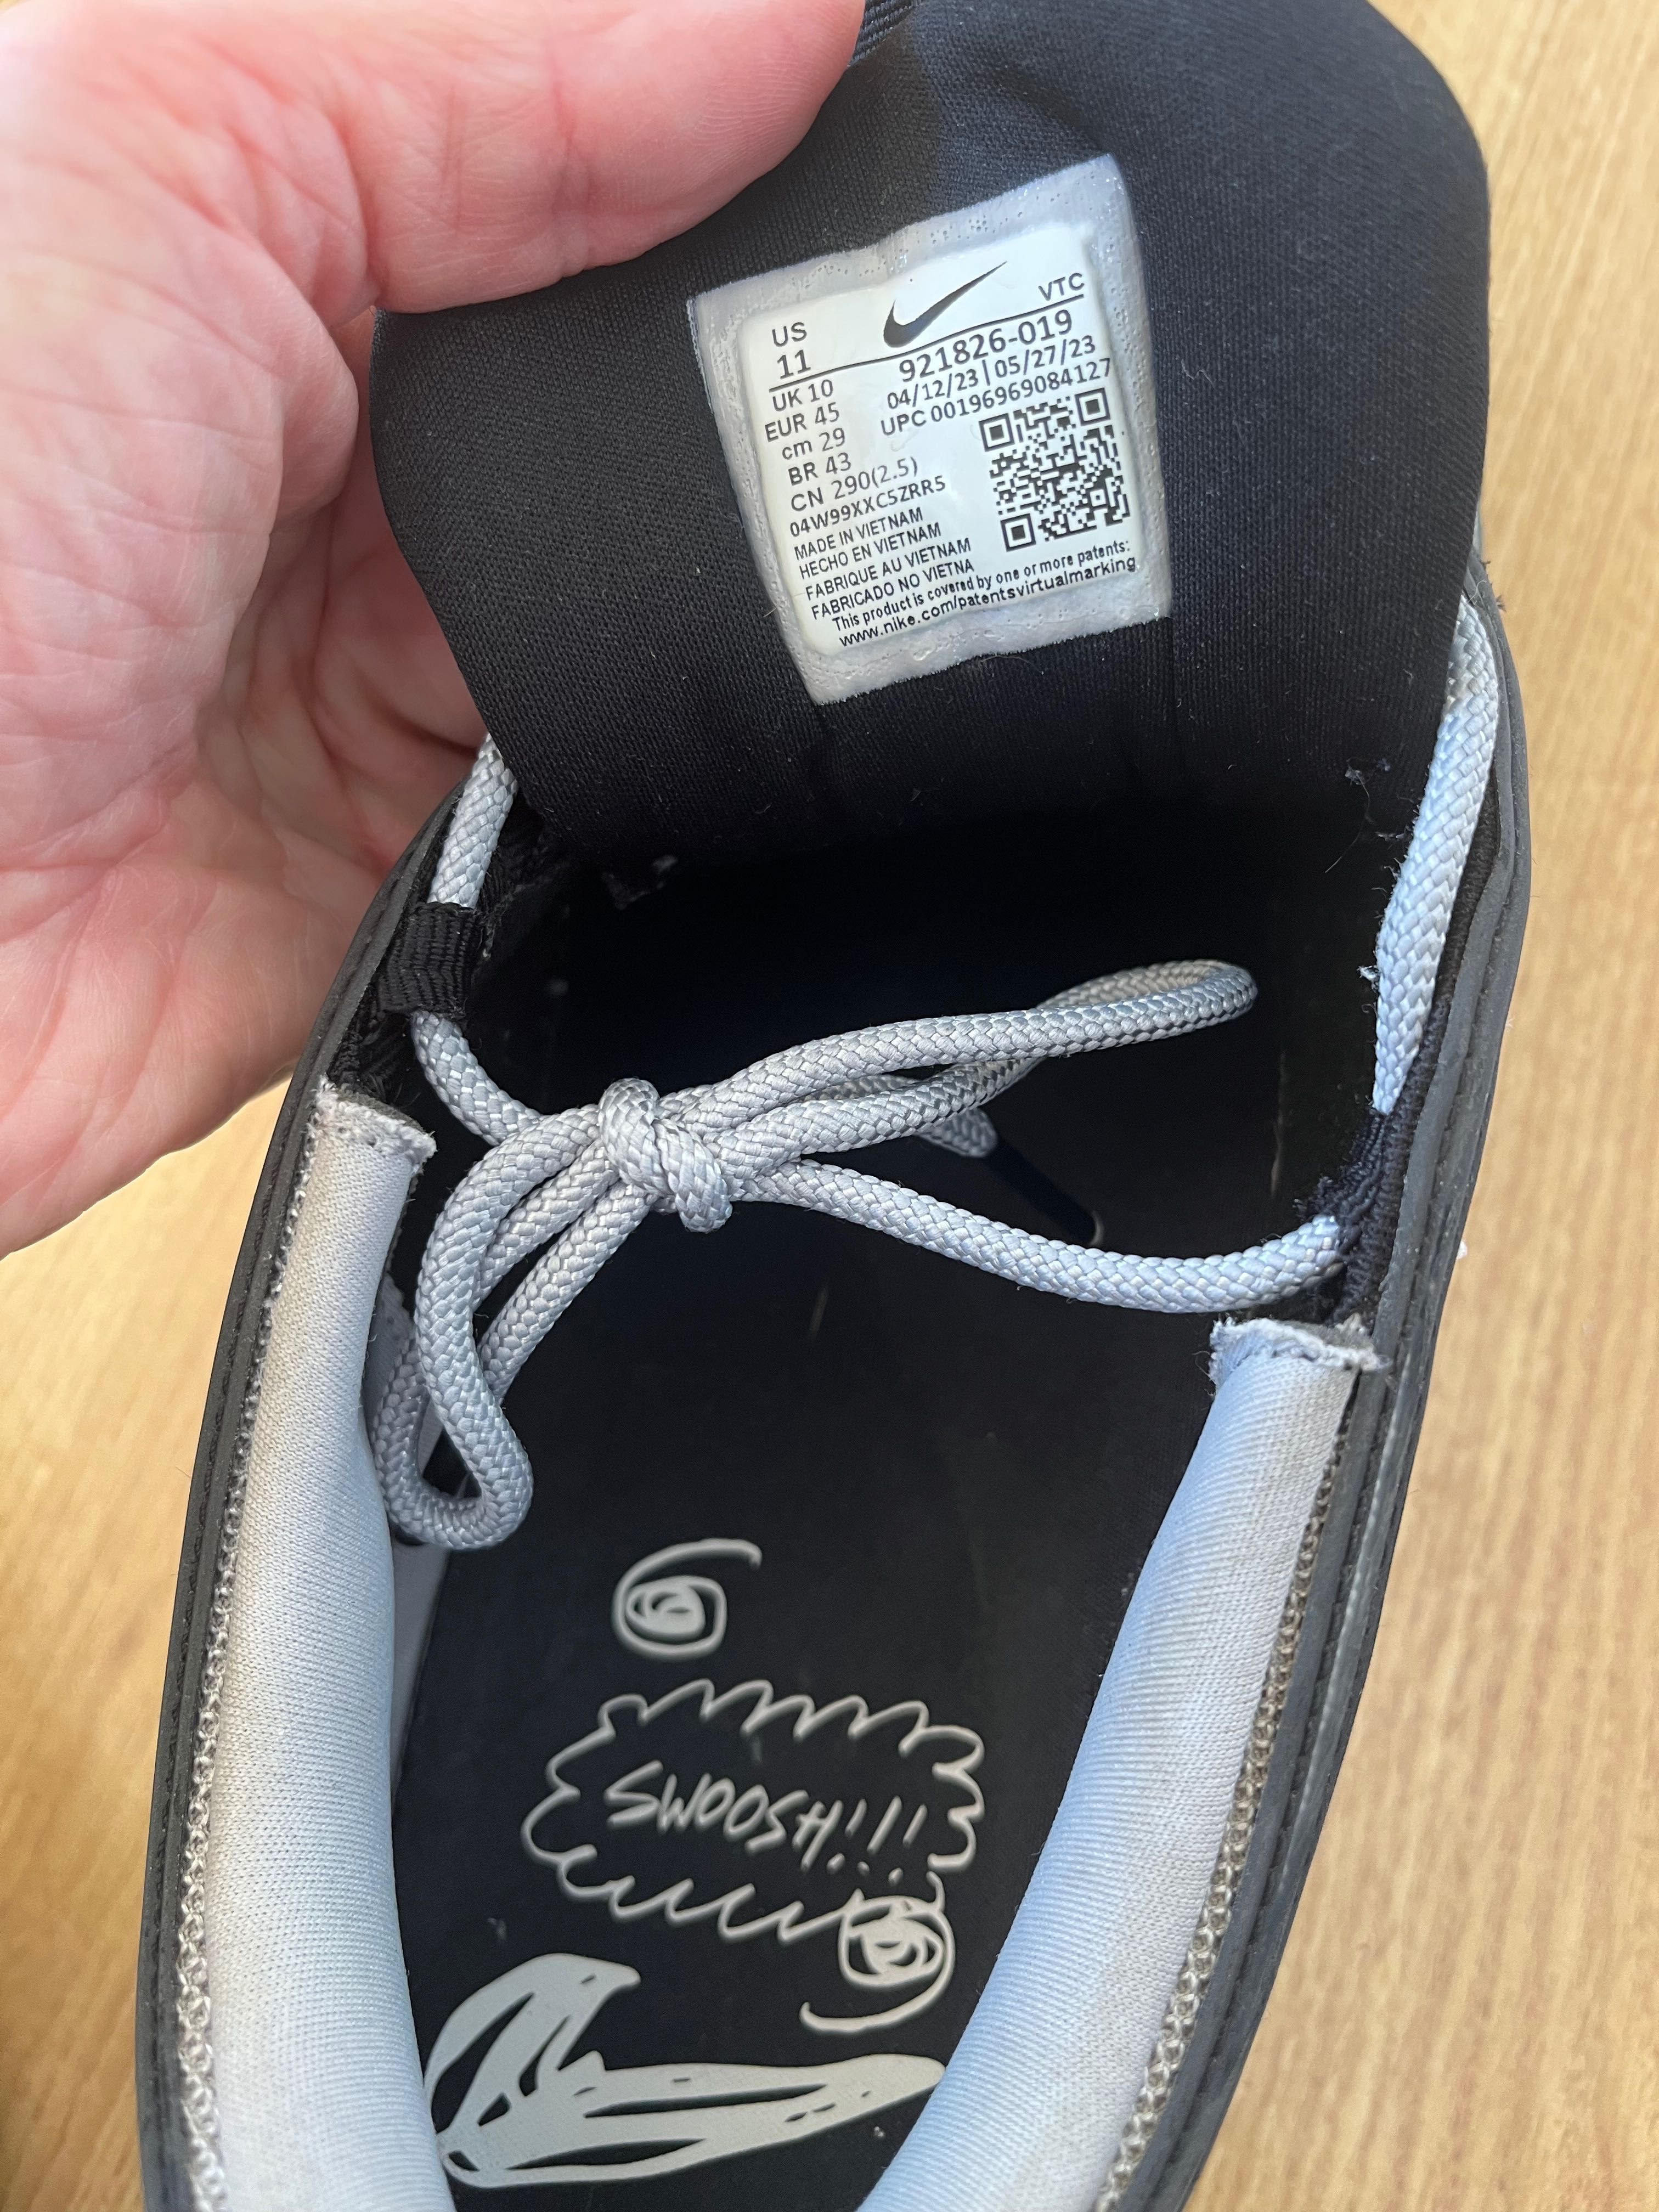 VTC
US
11
921826-019
UK 10
04/12/23|05/27/23
EUR 45
UPC 00196969084127
cm 29
BR 43
CN 290(2.5)
04W99XXC5ZRR5
MADE IN VIETNAM
HECHO EN VIETNAM
FABRIQUE AU VIETNAM
FABRICADO NO VIETNA
This product is covered by one or more patents:
www.nike.com/patentsvirtualmarking
SWOOSH!!!